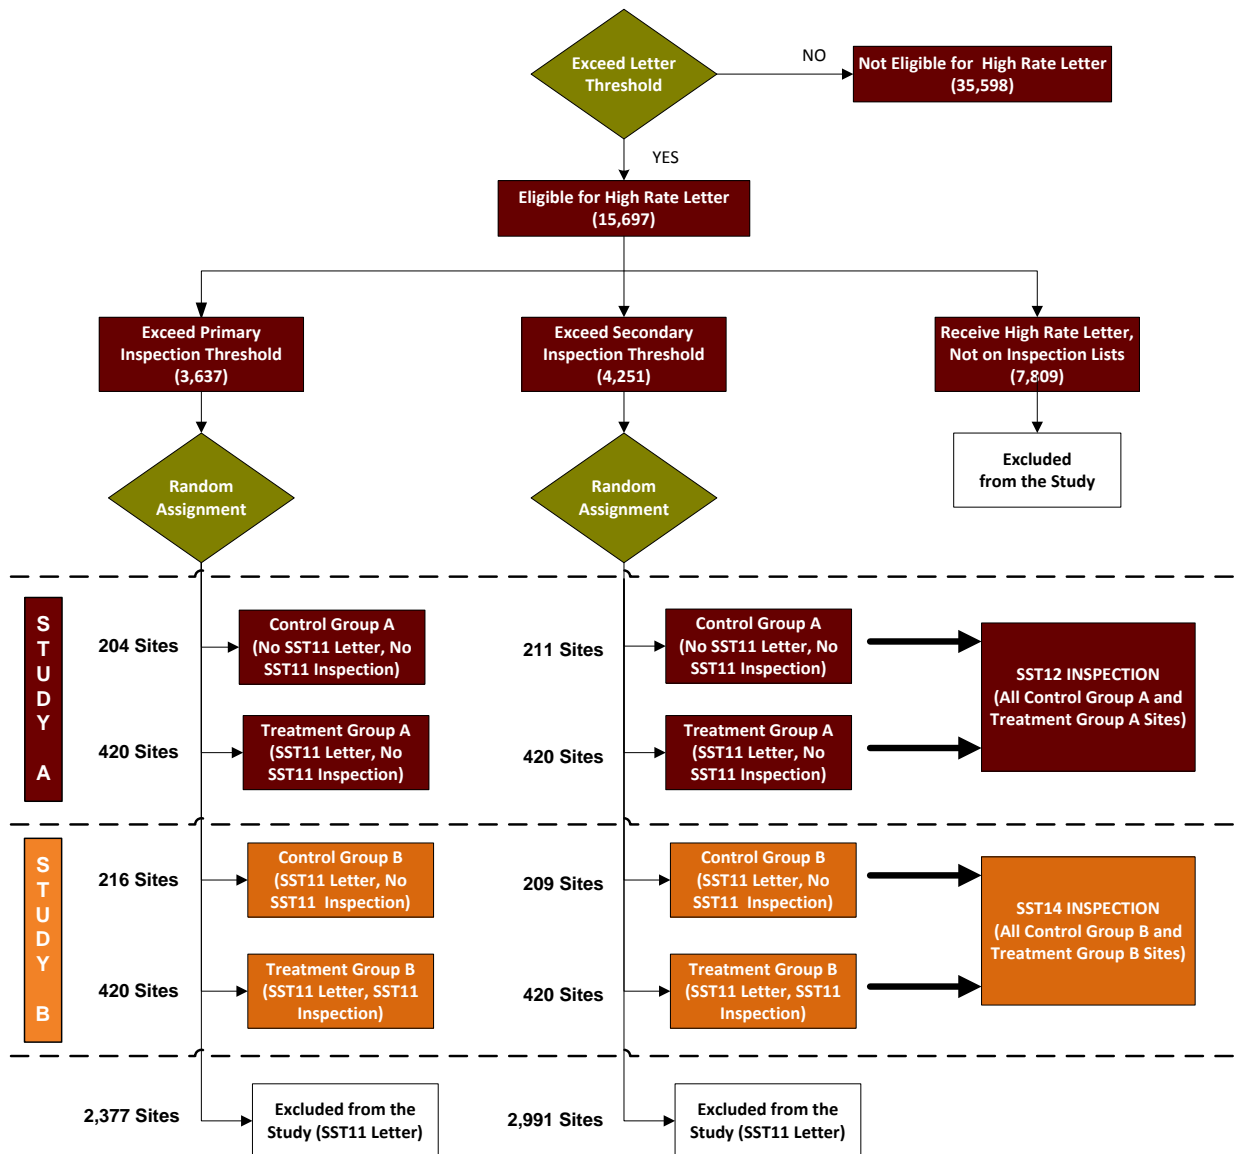 Exceed Letter
Threshold
NO
Not Eligible for High Rate Letter
(35,598)
YES
Eligible for High Rate Letter
(15,697)
Exceed Primary
Inspection Threshold
(3,637)
Exceed Secondary
Inspection Threshold
(4,251)
Receive High Rate Letter,
Not on Inspection Lists
(7,809)
Random
Assignment
Random
Assignment
Excluded
from the Study
STUDY A
204 Sites
Control Group A
(No SST11 Letter, No
SST11 Inspection)
211 Sites
Control Group A
(No SST11 Letter, No
SST11 Inspection)
420 Sites
Treatment Group A
(SST11 Letter, No
SST11 Inspection)
420 Sites
Treatment Group A
(SST11 Letter, No
SST11 Inspection)
SST12 INSPECTION
(All Control Group A and
Treatment Group A Sites)
STUDY B
216 Sites
Control Group B
(SST11 Letter, No
SST11 Inspection)
209 Sites
Control Group B
(SST11 Letter, No
SST11 Inspection)
420 Sites
Treatment Group B
(SST11 Letter, SST11
Inspection)
420 Sites
Treatment Group B
(SST11 Letter, SST11
Inspection)
SST14 INSPECTION
(All Control Group B and
Treatment Group B Sites)
2,377 Sites
Excluded from the
Study (SST11 Letter)
2,991 Sites
Excluded from the
Study (SST11 Letter)